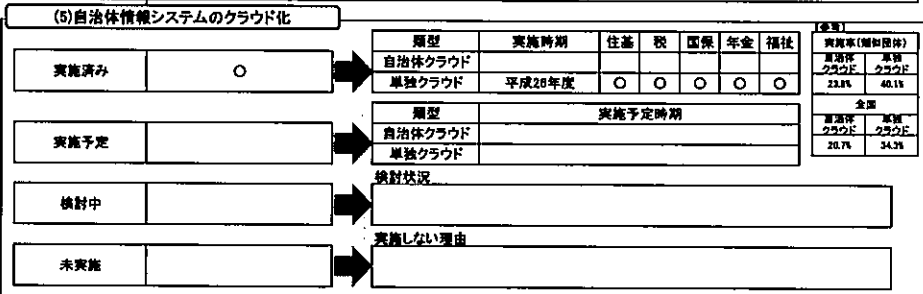 (5)自治体情報システムのクラウド化
実施済み ○
類型 実施時期 住基 税 国保 年金 福祉
自治体クラウド
単独クラウド 平成26年度 ○ ○ ○ ○ ○
実施予定
類型 実施予定時期
自治体クラウド
単独クラウド
検討中
検討状況
未実施
実施しない理由
【参考】
実施率(類似団体)
自治体クラウド 単独クラウド
23.8% 40.1%
全国
自治体クラウド 単独クラウド
20.7% 34.3%